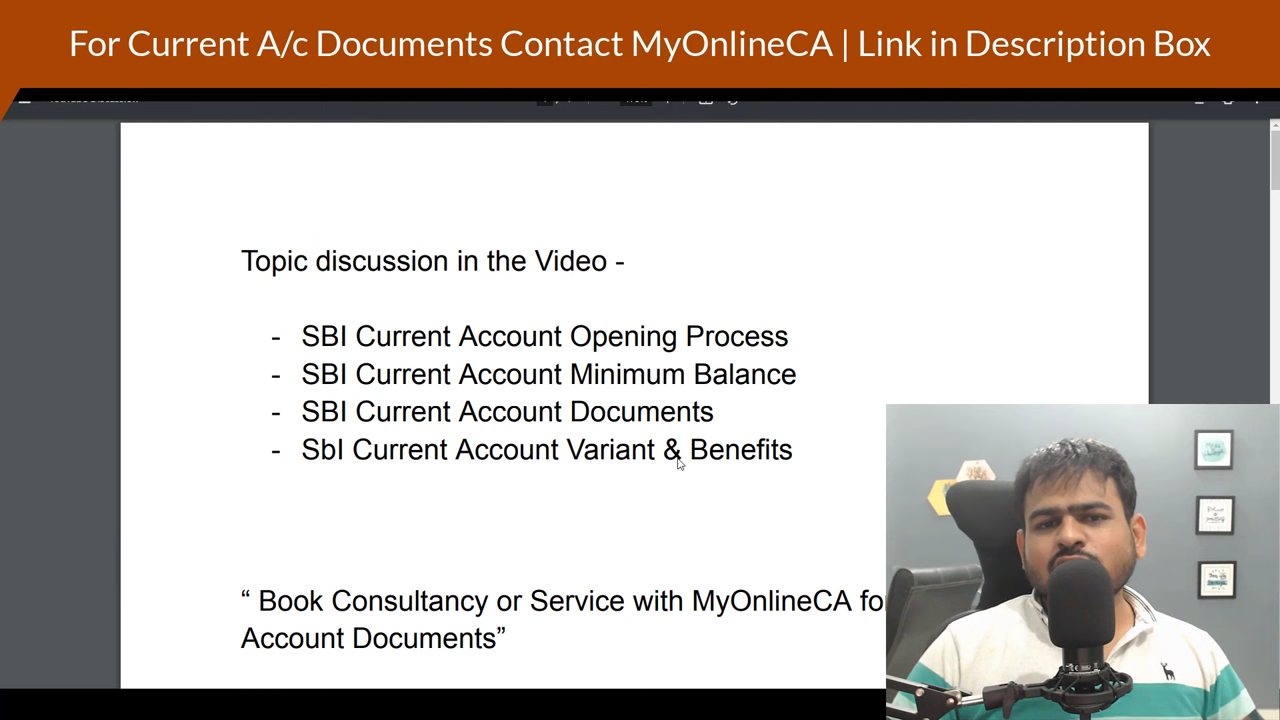 For Current A/c Documents Contact MyOnlineCA | Link in Description Box
Topic discussion in the Video -
- SBI Current Account Opening Process
- SBI Current Account Minimum Balance
- SBI Current Account Documents
- SbI Current Account Variant & Benefits
“ Book Consultancy or Service with MyOnlineCA for
Account Documents”